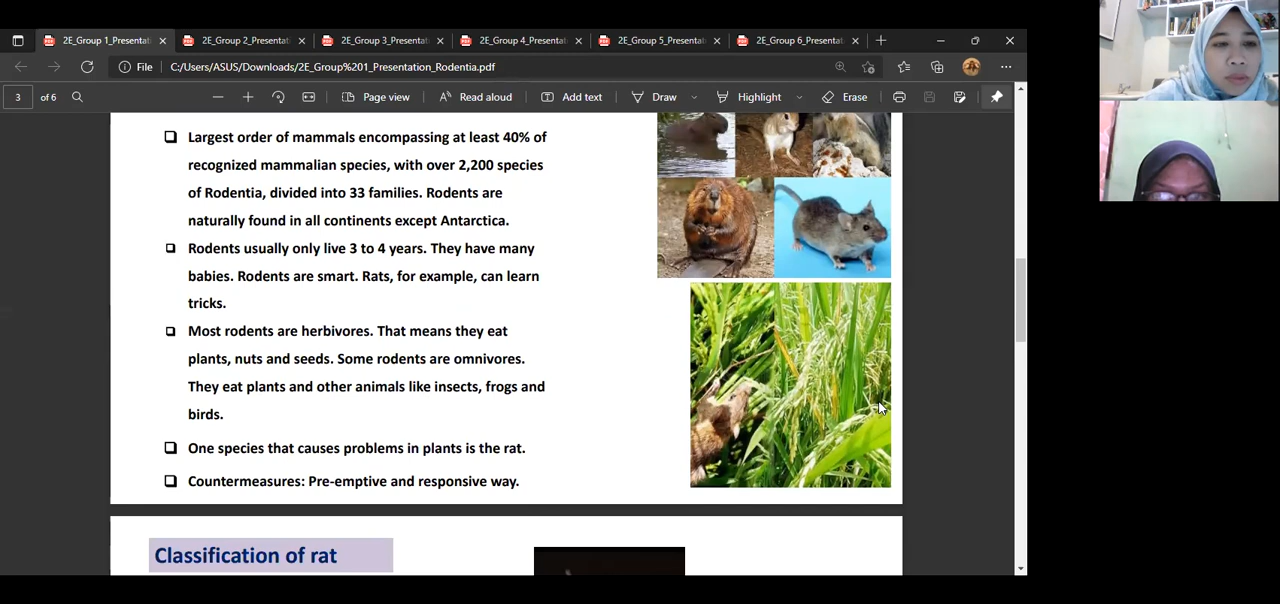 2E_Group 1_Presentat
2E_Group 2_Presentati
2E_Group 3_Presentat
2E_Group 4_Presentat
2E_Group 5_Presentat
2E_Group 6_Presentat
File
C:/Users/ASUS/Downloads/2E_Group%201_Presentation_Rodentia.pdf
3 of 6
Page view
Read aloud
Add text
Draw
Highlight
Erase
❑ Largest order of mammals encompassing at least 40% of
recognized mammalian species, with over 2,200 species
of Rodentia, divided into 33 families. Rodents are
naturally found in all continents except Antarctica.
❑ Rodents usually only live 3 to 4 years. They have many
babies. Rodents are smart. Rats, for example, can learn
tricks.
❑ Most rodents are herbivores. That means they eat
plants, nuts and seeds. Some rodents are omnivores.
They eat plants and other animals like insects, frogs and
birds.
❑ One species that causes problems in plants is the rat.
❑ Countermeasures: Pre-emptive and responsive way.
Classification of rat